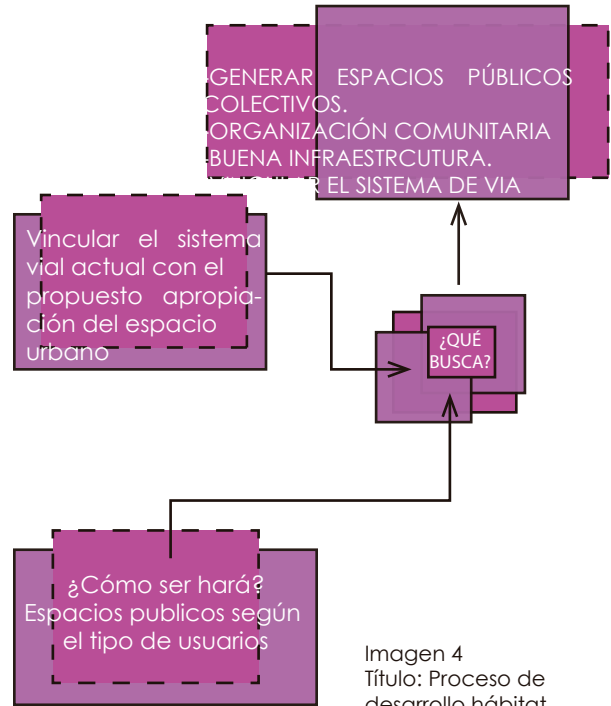 -GENERAR ESPACIOS PÚBLICOS
COLECTIVOS.
-ORGANIZACIÓN COMUNITARIA
-BUENA INFRAESTRCUTURA.
EL SISTEMA DE VIA
Vincular el sistema
vial actual con el
propuesto apropia-
ción del espacio
urbano
¿QUÉ
BUSCA?
¿Cómo ser hará?
Espacios publicos según
el tipo de usuarios
Imagen 4
Título: Proceso de
desarrollo hábitat